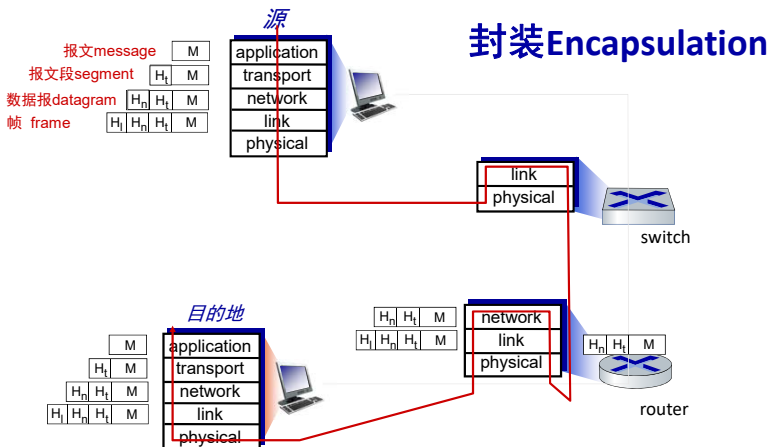 封装Encapsulation
源
报文message M
报文段segment Ht M
数据报datagram Hn Ht M
帧 frame Hl Hn Ht M
application
transport
network
link
physical
link
physical
switch
目的地
M
Ht M
Hn Ht M
Hl Hn Ht M
application
transport
network
link
physical
Hn Ht M
Hl Hn Ht M
network
link
physical
Hn Ht M
router